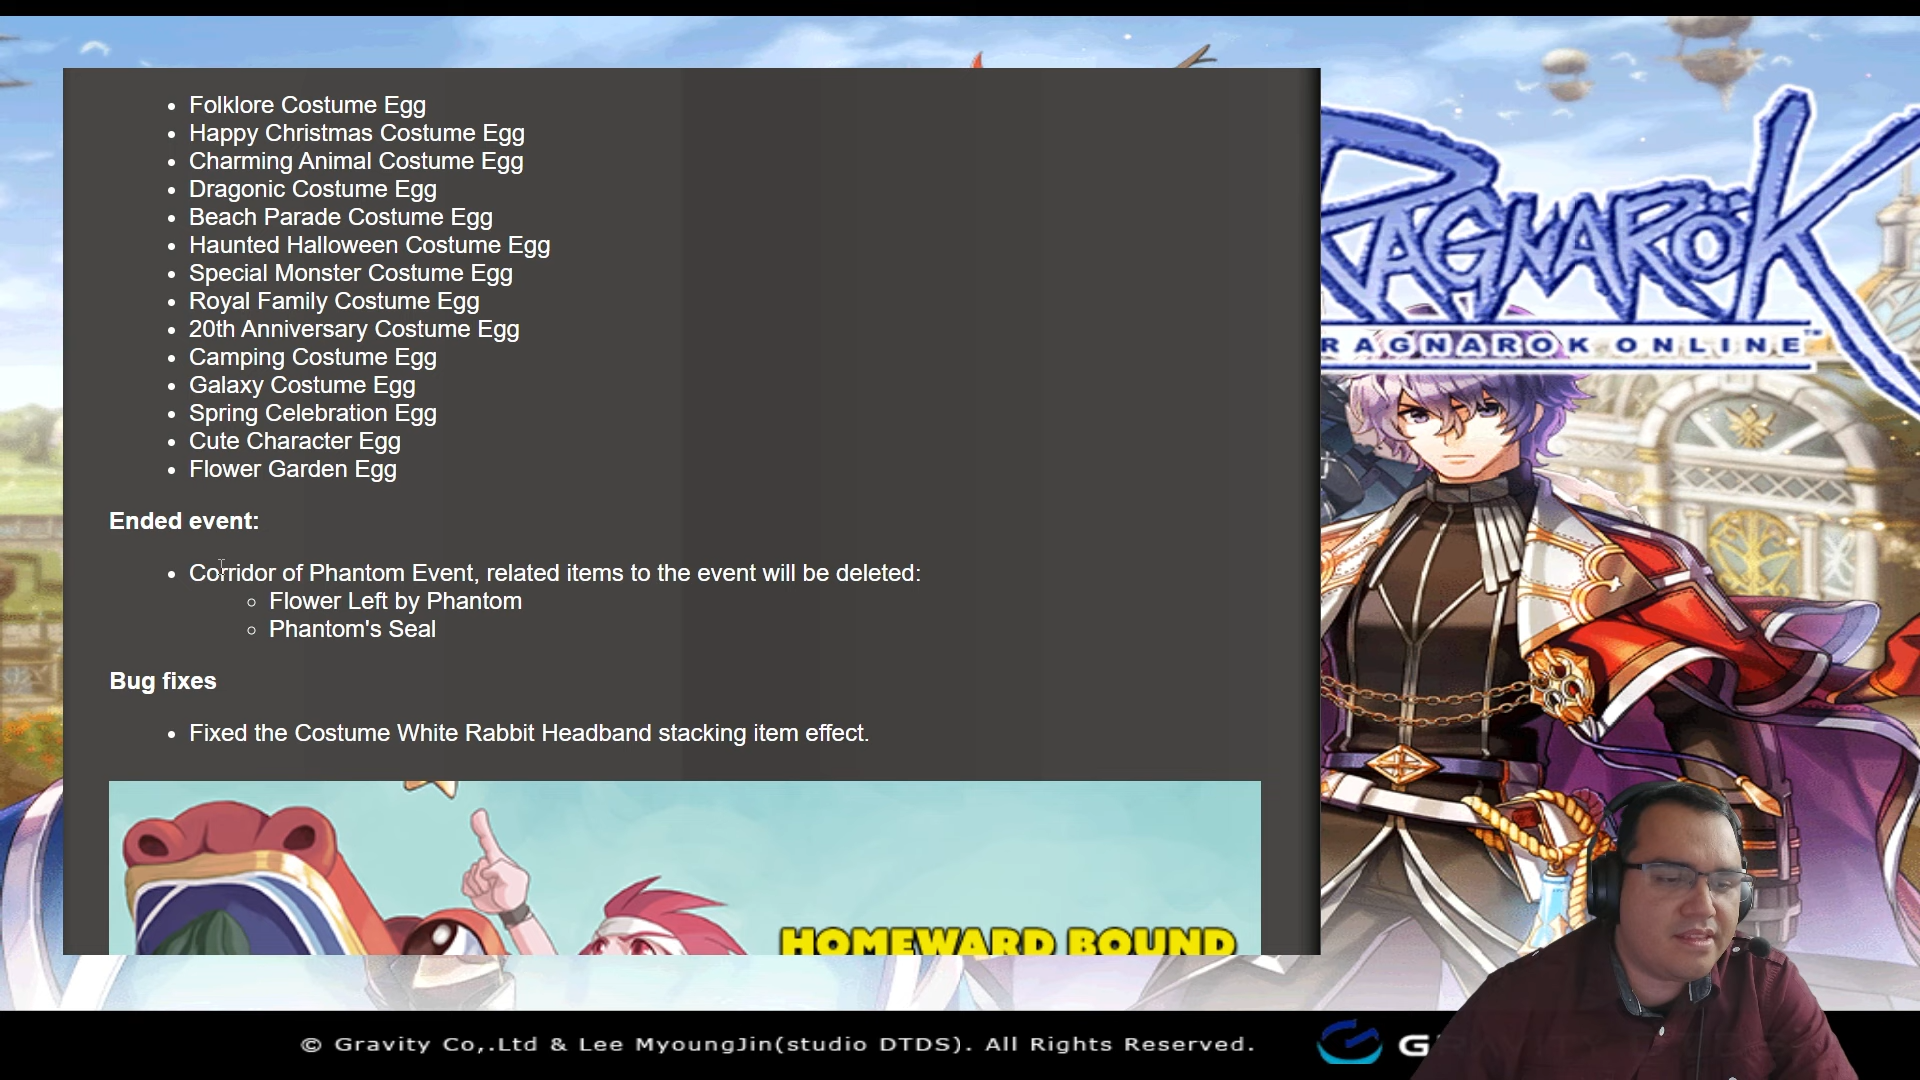 Folklore Costume Egg
Happy Christmas Costume Egg
Charming Animal Costume Egg
Dragonic Costume Egg
Beach Parade Costume Egg
Haunted Halloween Costume Egg
Special Monster Costume Egg
Royal Family Costume Egg
20th Anniversary Costume Egg
Camping Costume Egg
Galaxy Costume Egg
Spring Celebration Egg
Cute Character Egg
Flower Garden Egg
Ended event:
Corridor of Phantom Event, related items to the event will be deleted:
Flower Left by Phantom
Phantom's Seal
Bug fixes
Fixed the Costume White Rabbit Headband stacking item effect.
HOMEWARD BOUND
RAGNARÖK
RAGNAROK ONLINE™
© Gravity Co,.Ltd & Lee MyoungJin(studio DTDS). All Rights Reserved.
G